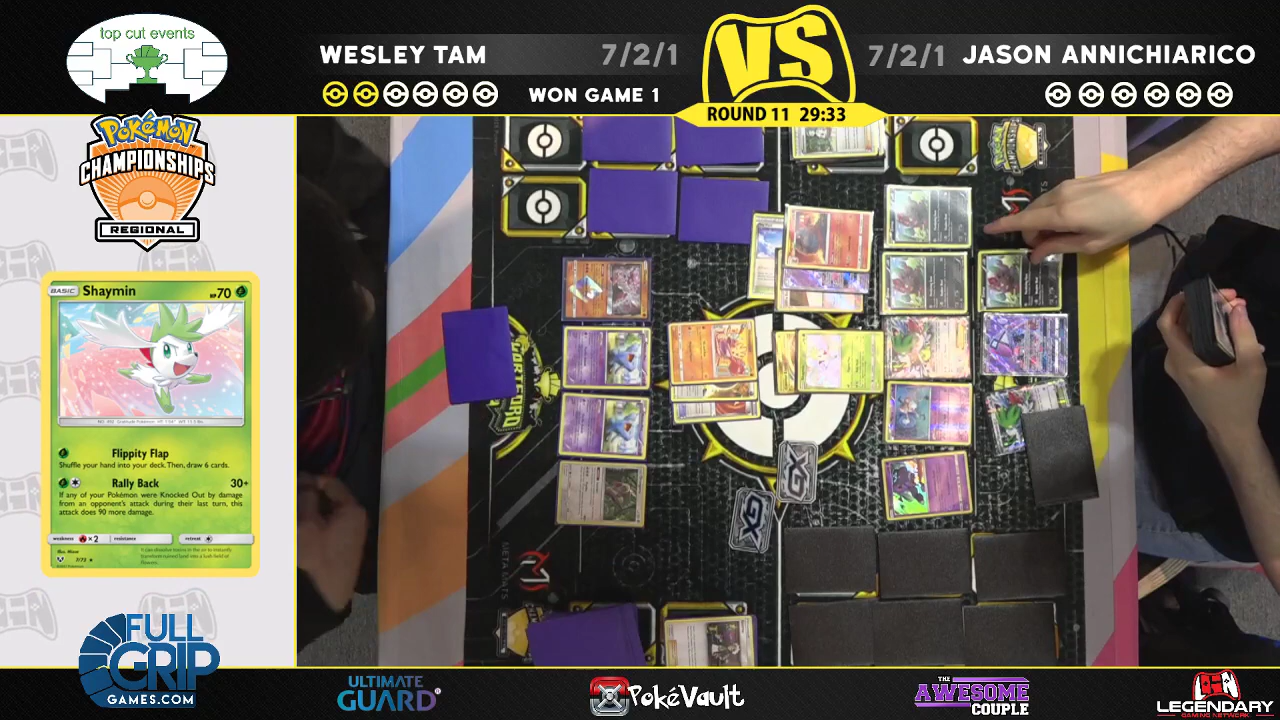 top cut events
WESLEY TAM
7/2/1
VS
7/2/1
JASON ANNICHIARICO
WON GAME 1
ROUND 11 29:33
Pokémon
CHAMPIONSHIPS
REGIONAL
BASIC Shaymin HP70
Flippity Flap
Shuffle your hand into your deck. Then, draw 6 cards.
Rally Back 30+
If any of your Pokémon were Knocked Out by damage
from an opponent's attack during their last turn, this
attack does 90 more damage.
weakness ×2 resistance retreat
GX
GX
FULL
GRIP
GAMES.COM
ULTIMATE
GUARD
PokéVault
THE
AWESOME
COUPLE
LEGENDARY
GAMING NETWORK